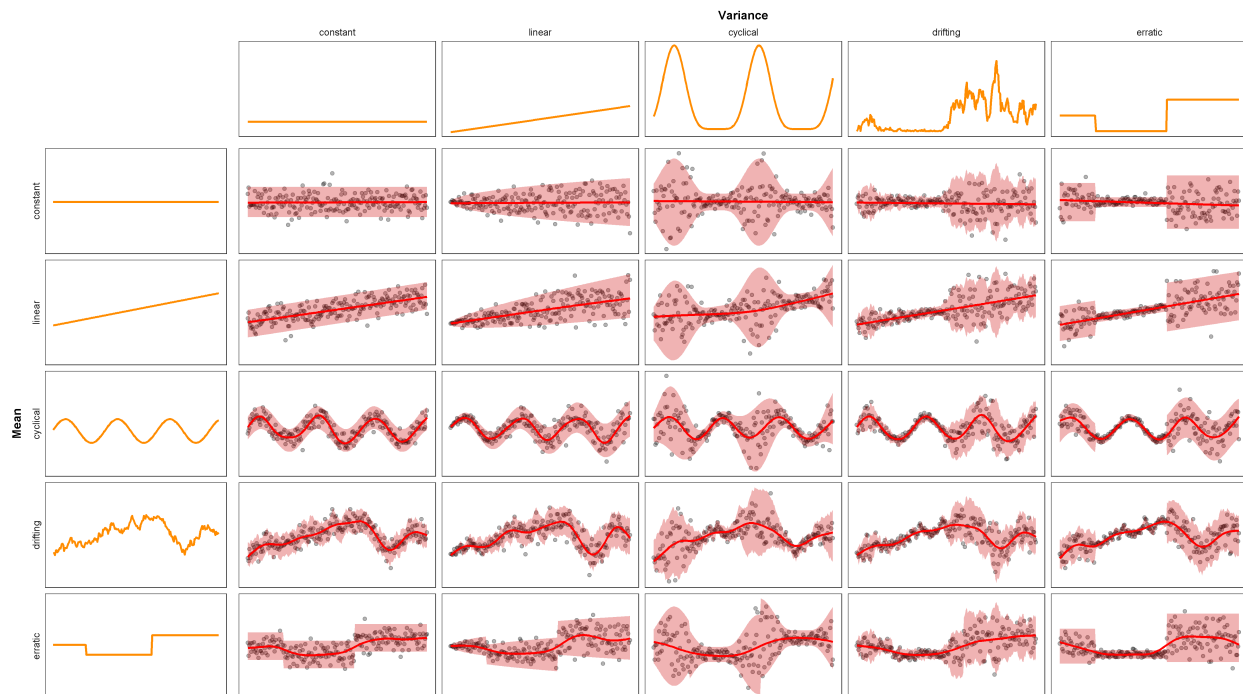 Variance
constant linear cyclical drifting erratic
constant
linear
Mean
cyclical
drifting
erratic